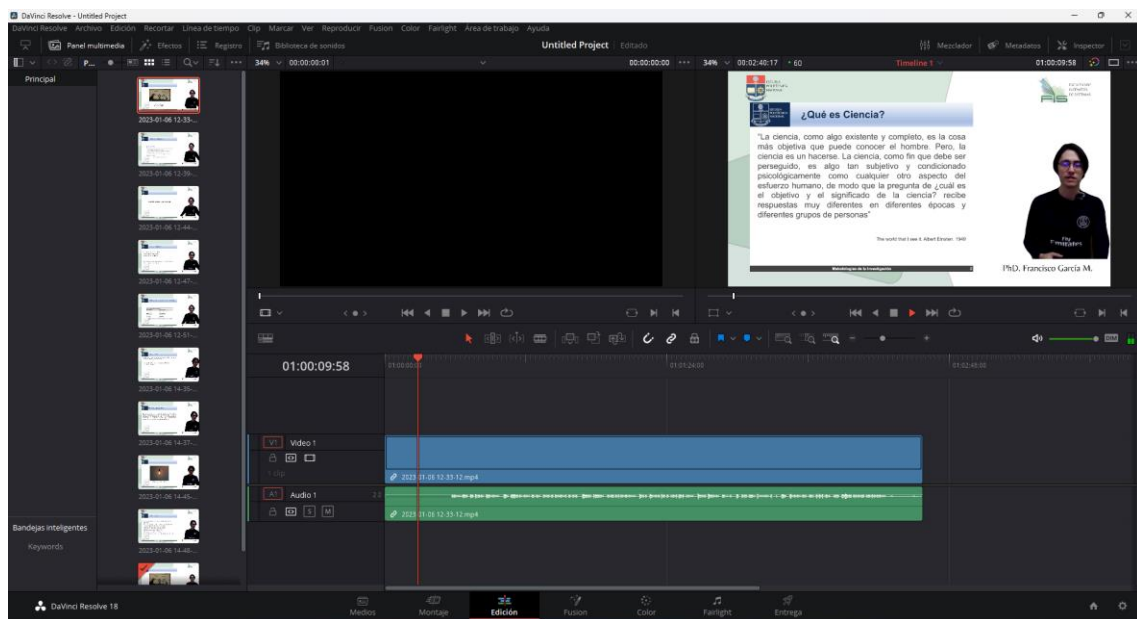 DaVinci Resolve - Untitled Project
DaVinci Resolve Archivo Edición Recortar Línea de tiempo Clip Marcar Ver Reproducir Fusion Color Fairlight Área de trabajo Ayuda
Panel multimedia Efectos Registro Biblioteca de sonidos Untitled Project Editado Mezclador Metadatos Inspector
P... 34% 00:00:00:01 00:00:00:00 34% 00:02:40:17 60 Timeline 1 01:00:09:58
Principal
2023-01-06 12-33-...
2023-01-06 12-39-...
2023-01-06 12-44-...
2023-01-06 12-47-...
2023-01-06 12-51-...
2023-01-06 14-35-...
2023-01-06 14-37-...
2023-01-06 14-45-...
2023-01-06 14-48-...
¿Qué es Ciencia?
"La ciencia, como algo existente y completo, es la cosa
más objetiva que puede conocer el hombre. Pero, la
ciencia es un hacerse. La ciencia, como fin que debe ser
perseguido, es algo tan subjetivo y condicionado
psicológicamente como cualquier otro aspecto del
esfuerzo humano, de modo que la pregunta de ¿cuál es
el objetivo y el significado de la ciencia? recibe
respuestas muy diferentes en diferentes épocas y
diferentes grupos de personas"
Metodologías de la Investigación
Fly
Emirates
PhD. Francisco García M.
DIM
01:00:09:58 01:00:00:00 01:01:24:00 01:02:48:00
V1 Video 1
1 clip
2023-01-06 12-33-12.mp4
A1 Audio 1 2.0
S M
2023-01-06 12-33-12.mp4
Bandejas inteligentes
Keywords
DaVinci Resolve 18 Medios Montaje Edición Fusion Color Fairlight Entrega